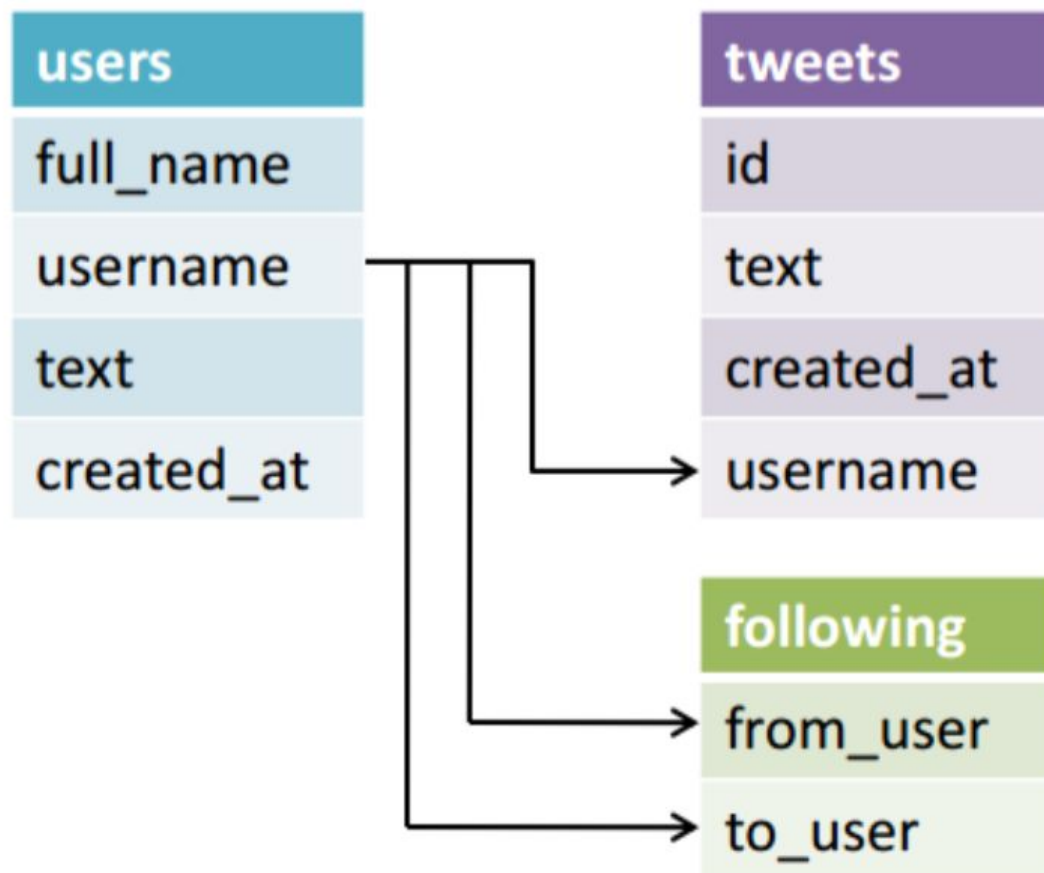 users
full_name
username
text
created_at
tweets
id
text
created_at
username
following
from_user
to_user